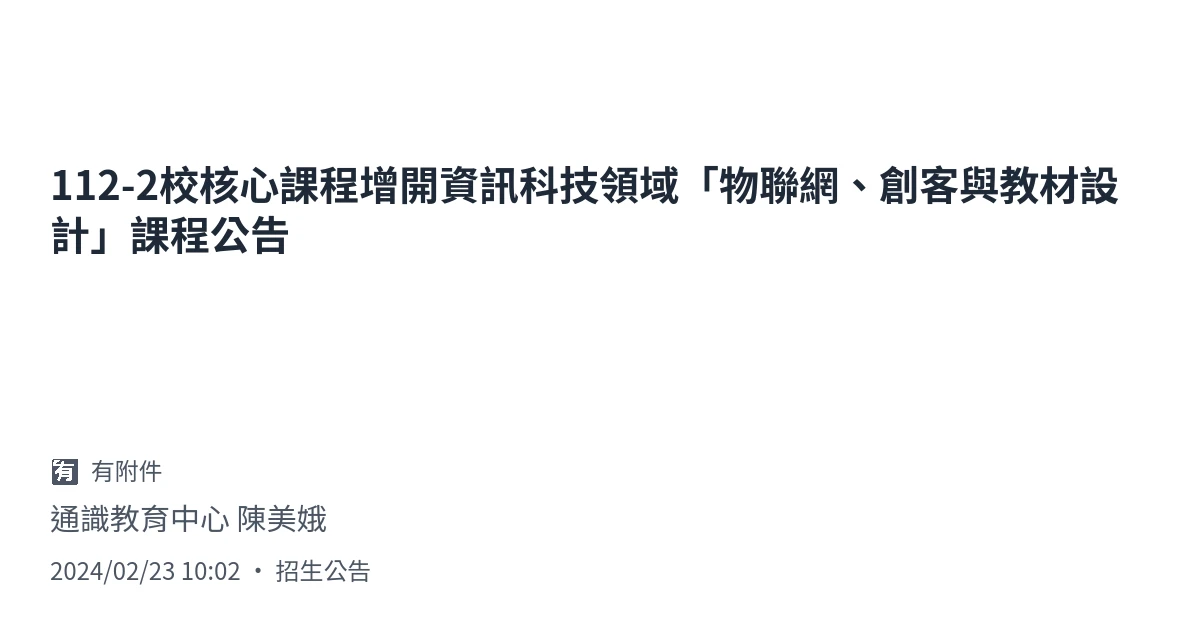 112-2校核心課程增開資訊科技領域「物聯網、創客與教材設
計」課程公告
有 有附件
通識教育中心 陳美娥
2024/02/23 10:02 • 招生公告